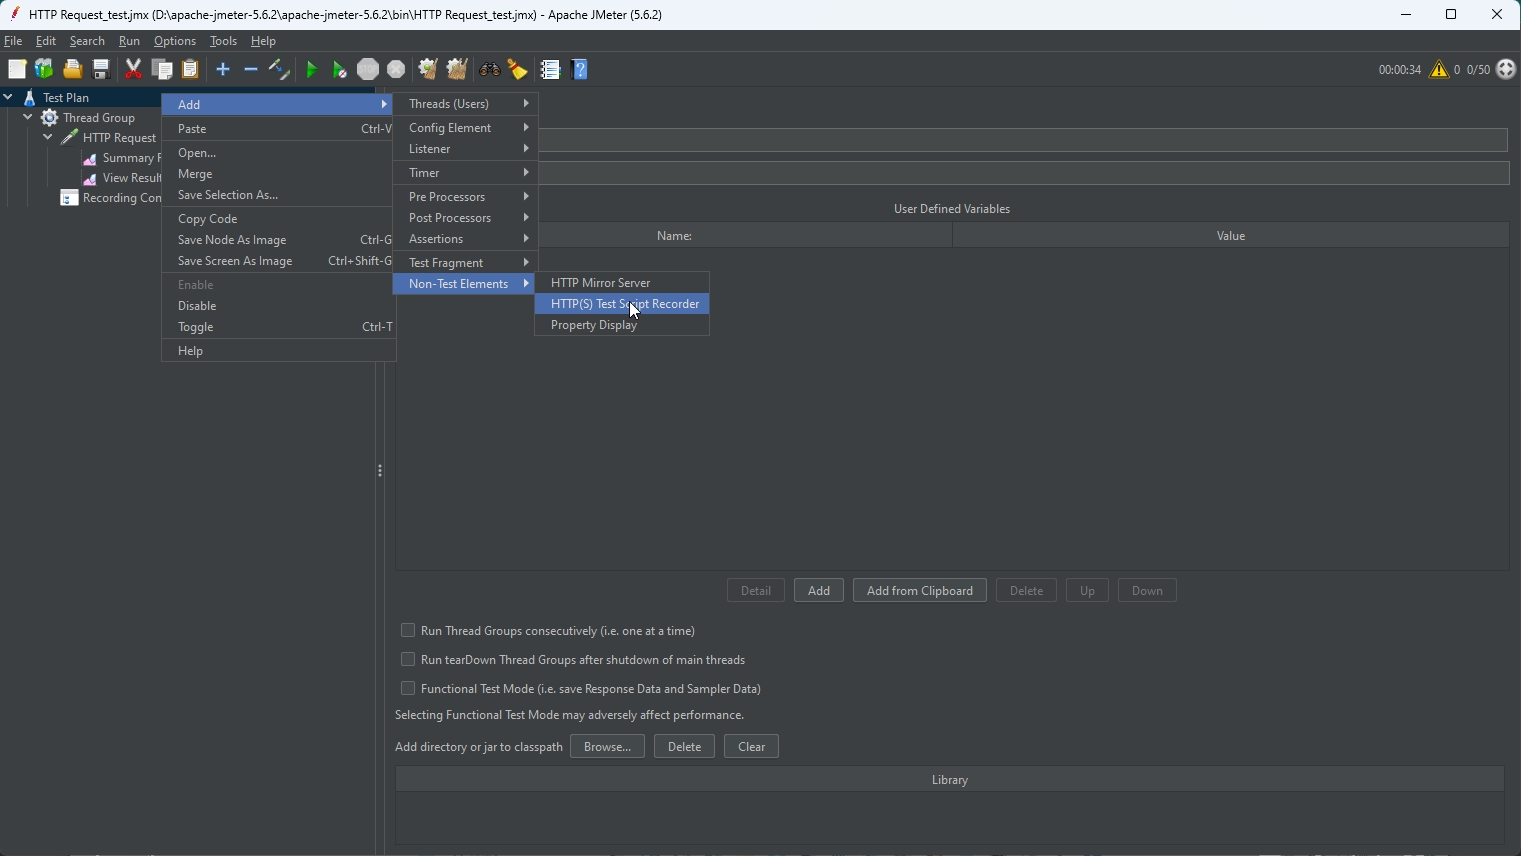 HTTP Request_test.jmx (D:\apache-jmeter-5.6.2\apache-jmeter-5.6.2\bin\HTTP Request_test.jmx) - Apache JMeter (5.6.2)
File Edit Search Run Options Tools Help
00:00:34 0 0/50
Test Plan
Thread Group
HTTP Request
Summary
View Result
Recording Con
Add
Paste Ctrl-V
Open...
Merge
Save Selection As...
Copy Code
Save Node As Image Ctrl-G
Save Screen As Image Ctrl+Shift-G
Enable
Disable
Toggle Ctrl-T
Help
Threads (Users)
Config Element
Listener
Timer
Pre Processors
Post Processors
Assertions
Test Fragment
Non-Test Elements
HTTP Mirror Server
HTTP(S) Test Script Recorder
Property Display
User Defined Variables
Name: Value
Detail Add Add from Clipboard Delete Up Down
Run Thread Groups consecutively (i.e. one at a time)
Run tearDown Thread Groups after shutdown of main threads
Functional Test Mode (i.e. save Response Data and Sampler Data)
Selecting Functional Test Mode may adversely affect performance.
Add directory or jar to classpath Browse... Delete Clear
Library